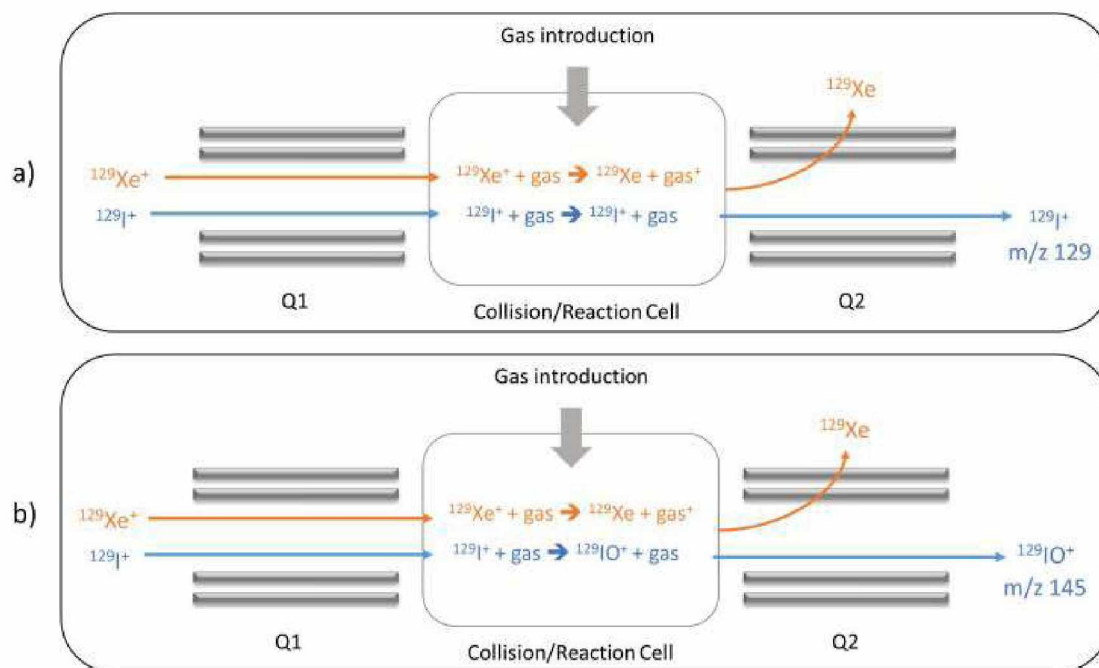 a)
Gas introduction
¹²⁹Xe
¹²⁹Xe⁺
¹²⁹Xe⁺ + gas ➔ ¹²⁹Xe + gas⁺
¹²⁹I⁺
¹²⁹I⁺ + gas ➔ ¹²⁹I⁺ + gas
¹²⁹I⁺
m/z 129
Q1
Collision/Reaction Cell
Q2
b)
Gas introduction
¹²⁹Xe
¹²⁹Xe⁺
¹²⁹Xe⁺ + gas ➔ ¹²⁹Xe + gas⁺
¹²⁹I⁺
¹²⁹I⁺ + gas ➔ ¹²⁹IO⁺ + gas
¹²⁹IO⁺
m/z 145
Q1
Collision/Reaction Cell
Q2